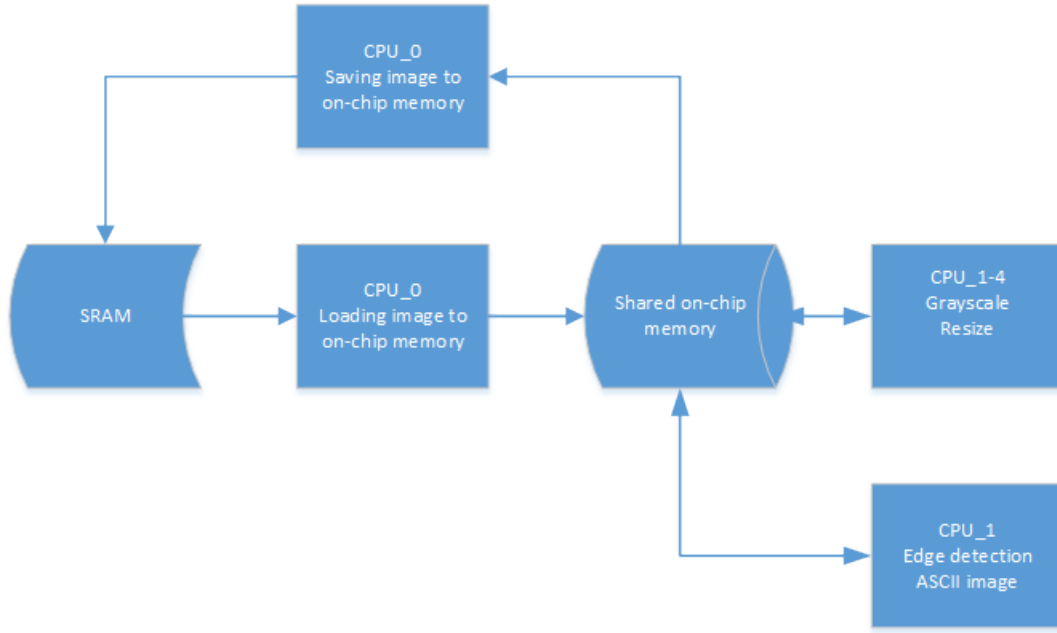 CPU_0
Saving image to
on-chip memory
SRAM
CPU_0
Loading image to
on-chip memory
Shared on-chip
memory
CPU_1-4
Grayscale
Resize
CPU_1
Edge detection
ASCII image